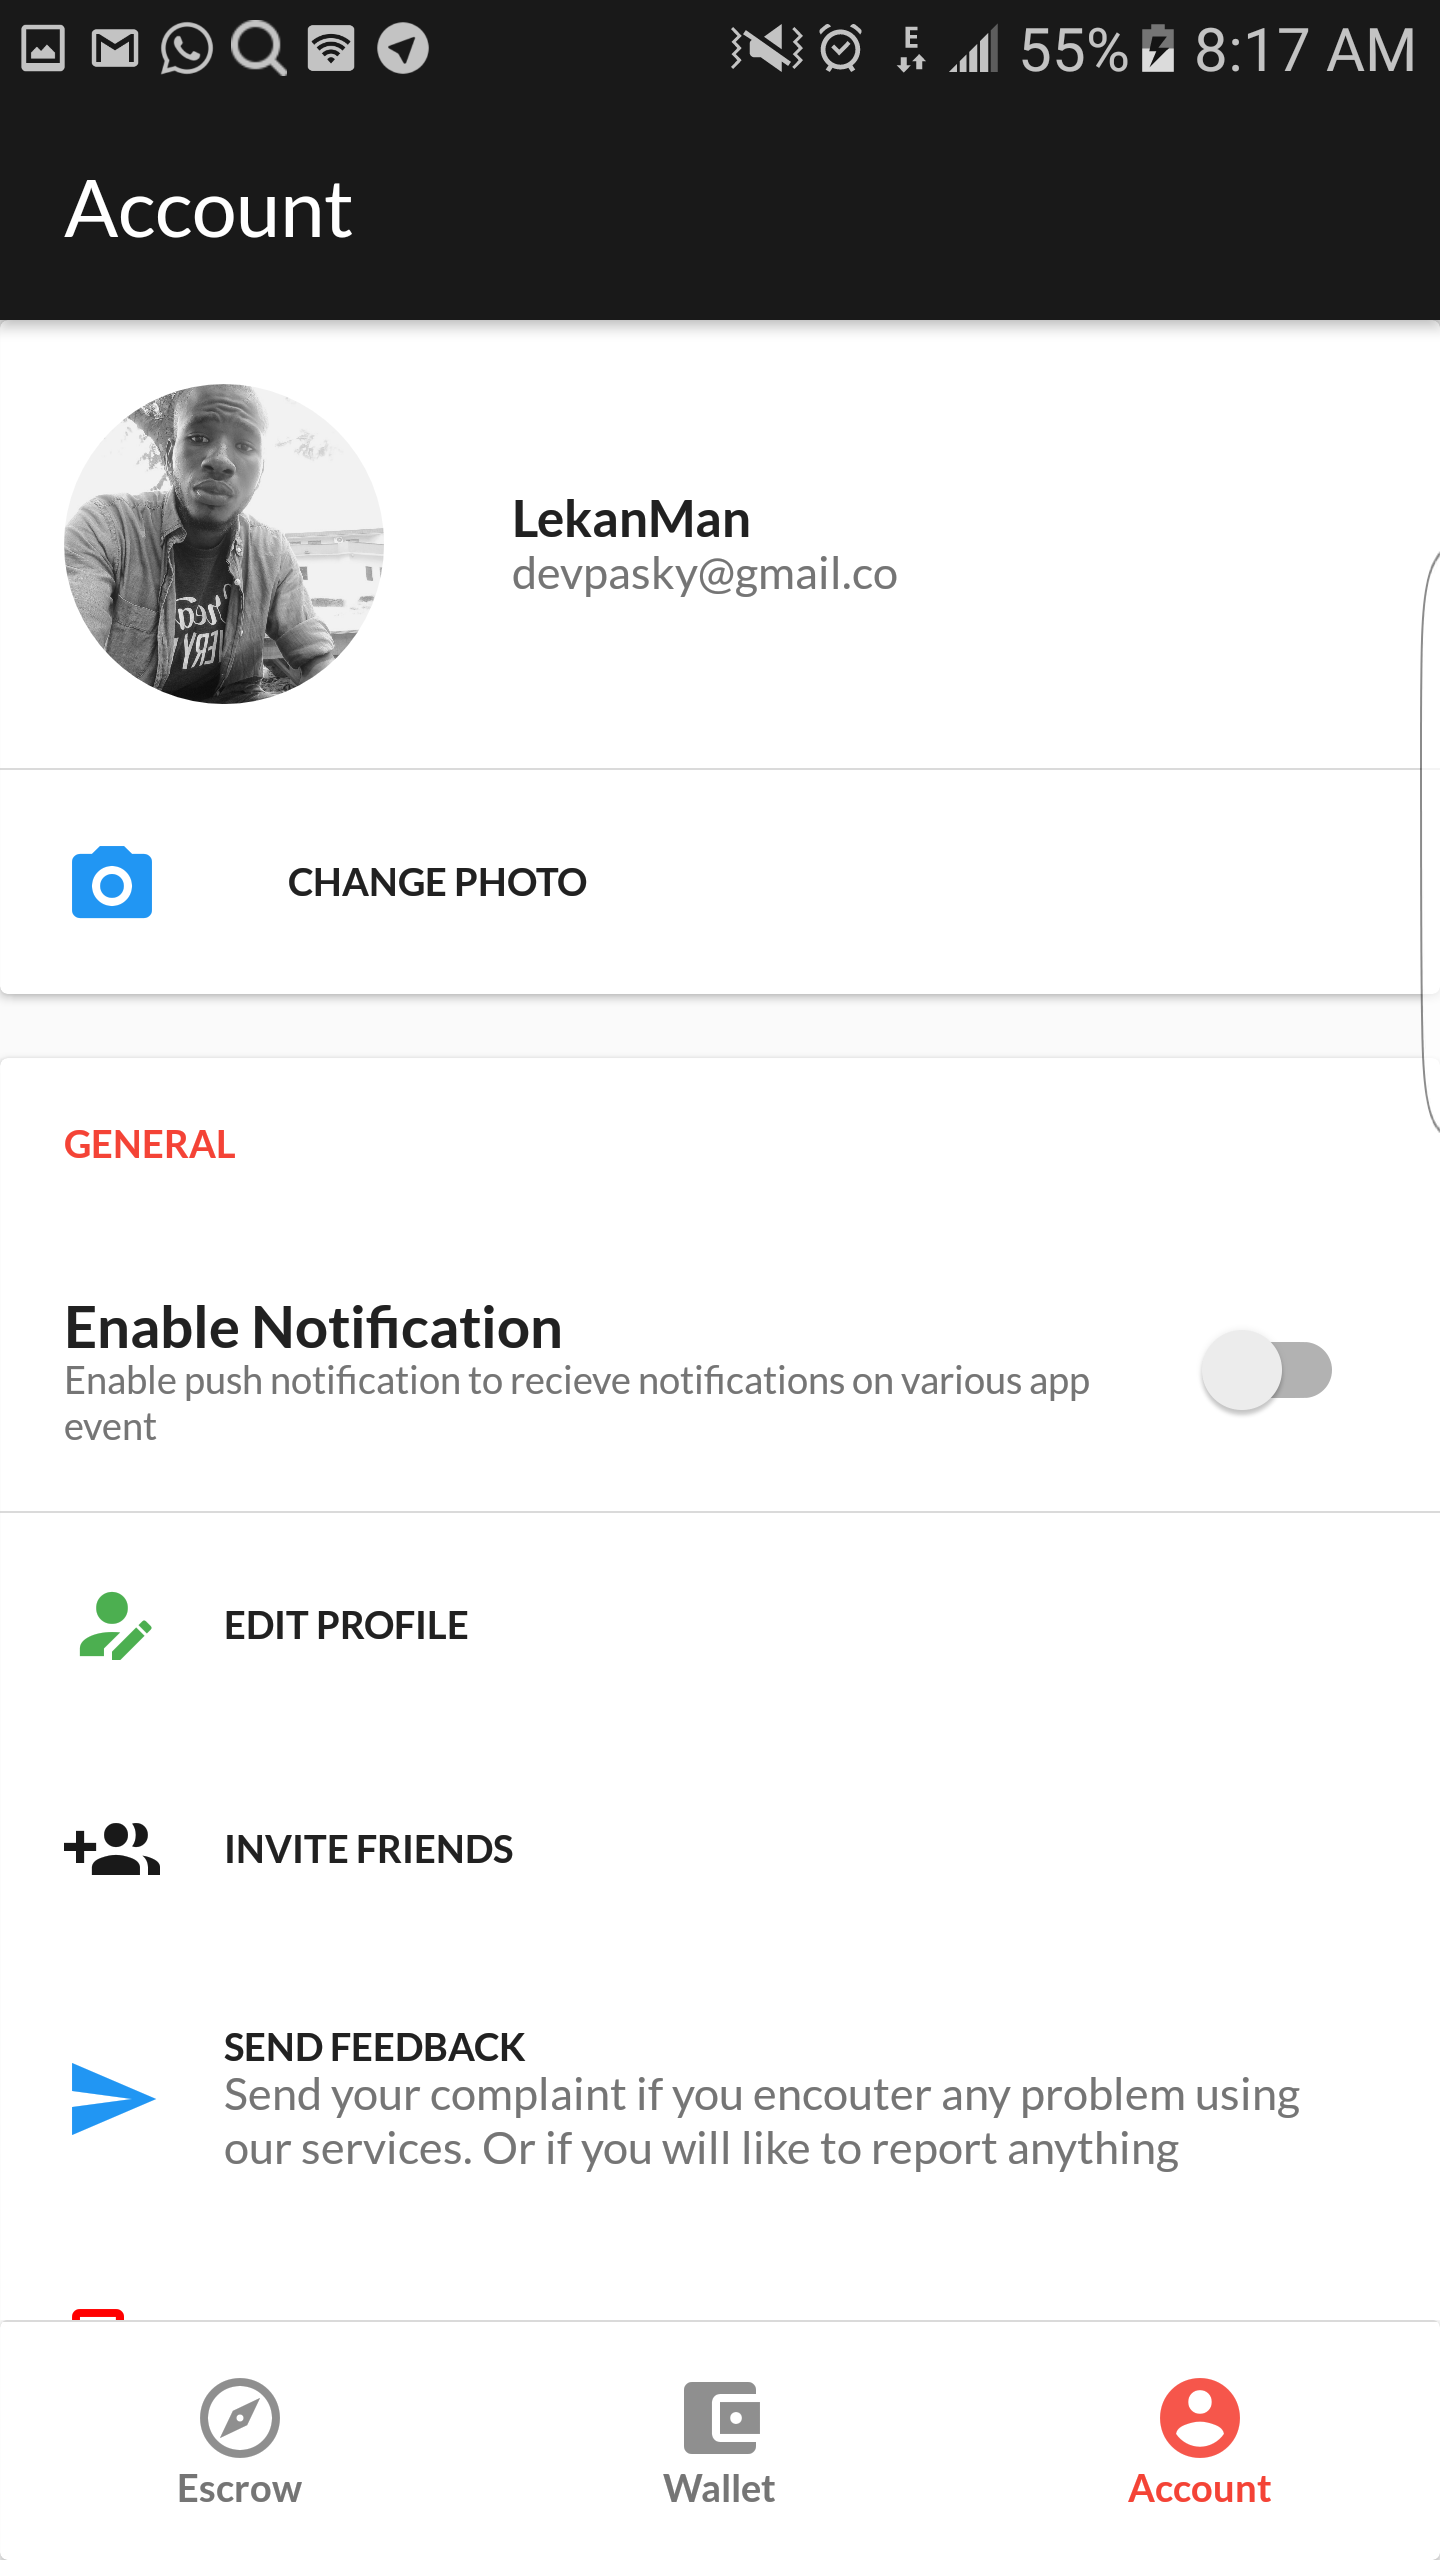 E 55% 8:17 AM
Account
LekanMan
devpasky@gmail.co
CHANGE PHOTO
GENERAL
Enable Notification
Enable push notification to recieve notifications on various app
event
EDIT PROFILE
INVITE FRIENDS
SEND FEEDBACK
Send your complaint if you encouter any problem using
our services. Or if you will like to report anything
Escrow Wallet Account